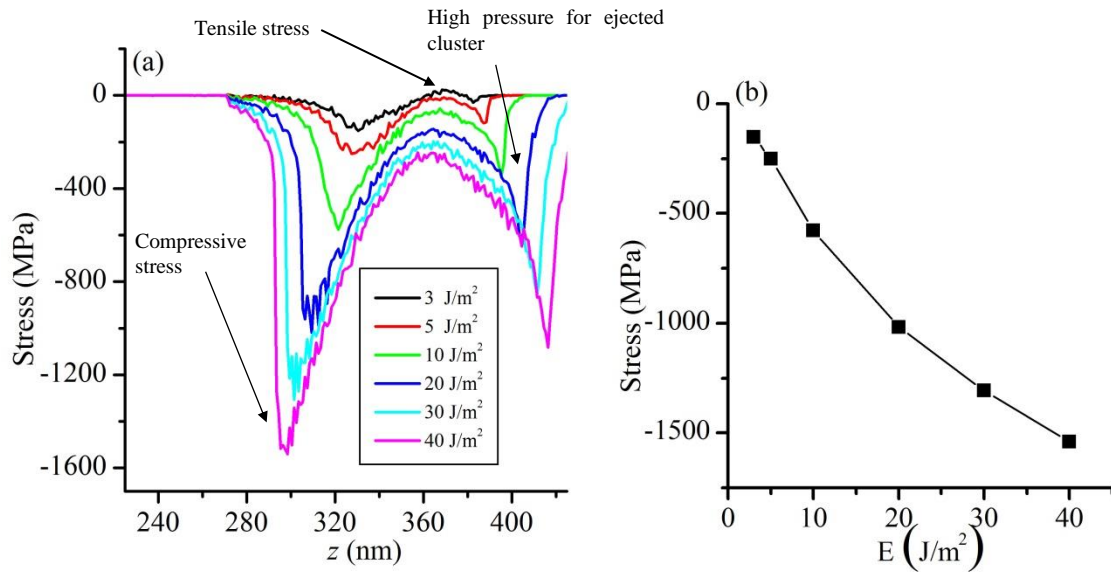 Tensile stress
High pressure for ejected
cluster
(a)
0
-400
-800
-1200
-1600
Stress (MPa)
Compressive
stress
3 J/m²
5 J/m²
10 J/m²
20 J/m²
30 J/m²
40 J/m²
240 280 320 360 400
z (nm)
(b)
0
-500
-1000
-1500
Stress (MPa)
0 10 20 30 40
E (J/m²)